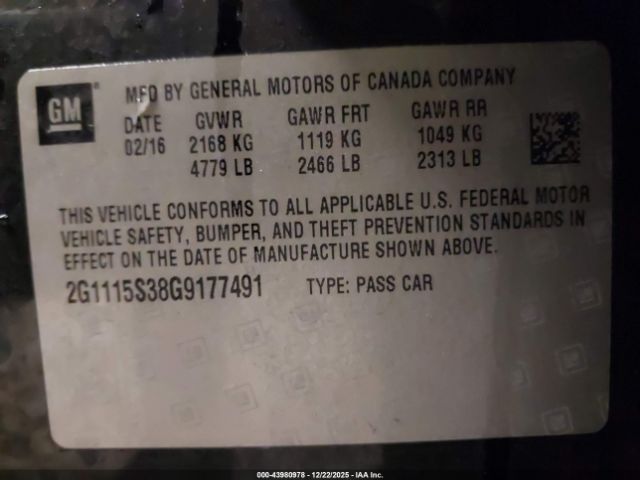 GM
MFD BY GENERAL MOTORS OF CANADA COMPANY
DATE GVWR GAWR FRT GAWR RR
02/16 2168 KG 1119 KG 1049 KG
4779 LB 2466 LB 2313 LB
THIS VEHICLE CONFORMS TO ALL APPLICABLE U.S. FEDERAL MOTOR
VEHICLE SAFETY, BUMPER, AND THEFT PREVENTION STANDARDS IN
EFFECT ON THE DATE OF MANUFACTURE SHOWN ABOVE.
2G1115S38G9177491 TYPE: PASS CAR
000-43980978 - 12/22/2025 - IAA Inc.